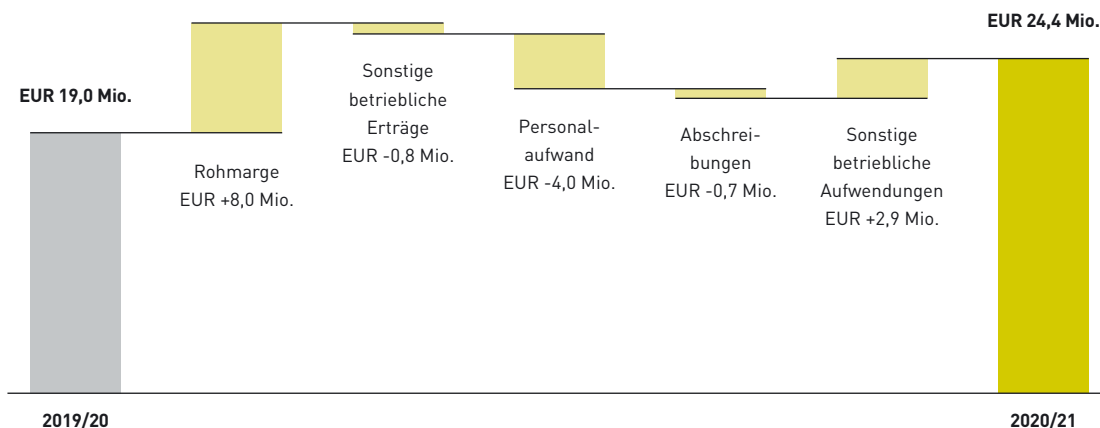 EUR 24,4 Mio.
EUR 19,0 Mio.
Rohmarge
EUR +8,0 Mio.
Sonstige
betriebliche
Erträge
EUR -0,8 Mio.
Personal-
aufwand
EUR -4,0 Mio.
Abschrei-
bungen
EUR -0,7 Mio.
Sonstige
betriebliche
Aufwendungen
EUR +2,9 Mio.
2019/20
2020/21